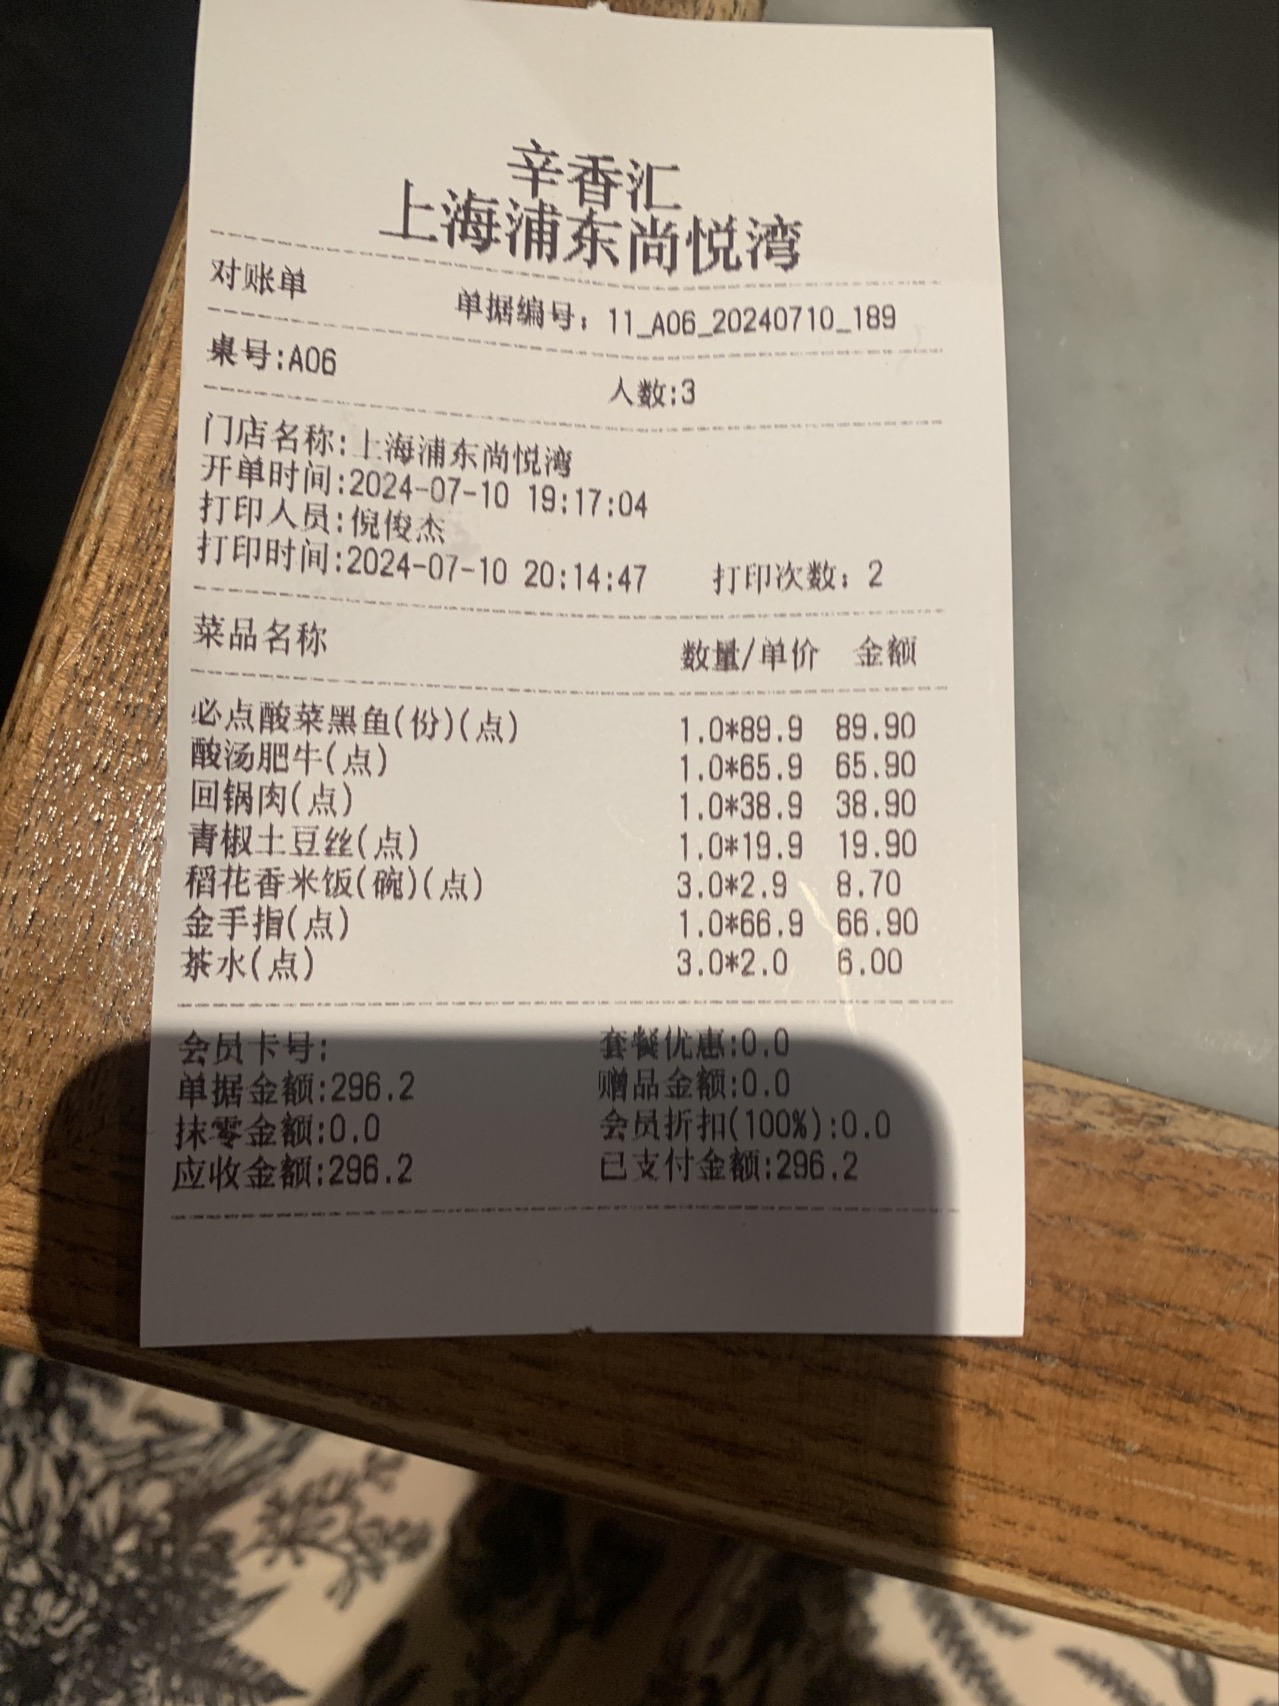 辛香汇
上海浦东尚悦湾
对账单 单据编号：11_A06_20240710_189
桌号:A06 人数:3
门店名称:上海浦东尚悦湾
开单时间:2024-07-10 19:17:04
打印人员:倪俊杰
打印时间:2024-07-10 20:14:47 打印次数：2
菜品名称 数量/单价 金额
必点酸菜黑鱼(份)(点) 1.0*89.9 89.90
酸汤肥牛(点) 1.0*65.9 65.90
回锅肉(点) 1.0*38.9 38.90
青椒土豆丝(点) 1.0*19.9 19.90
稻花香米饭(碗)(点) 3.0*2.9 8.70
金手指(点) 1.0*66.9 66.90
茶水(点) 3.0*2.0 6.00
会员卡号: 套餐优惠:0.0
单据金额:296.2 赠品金额:0.0
抹零金额:0.0 会员折扣(100%):0.0
应收金额:296.2 已支付金额:296.2